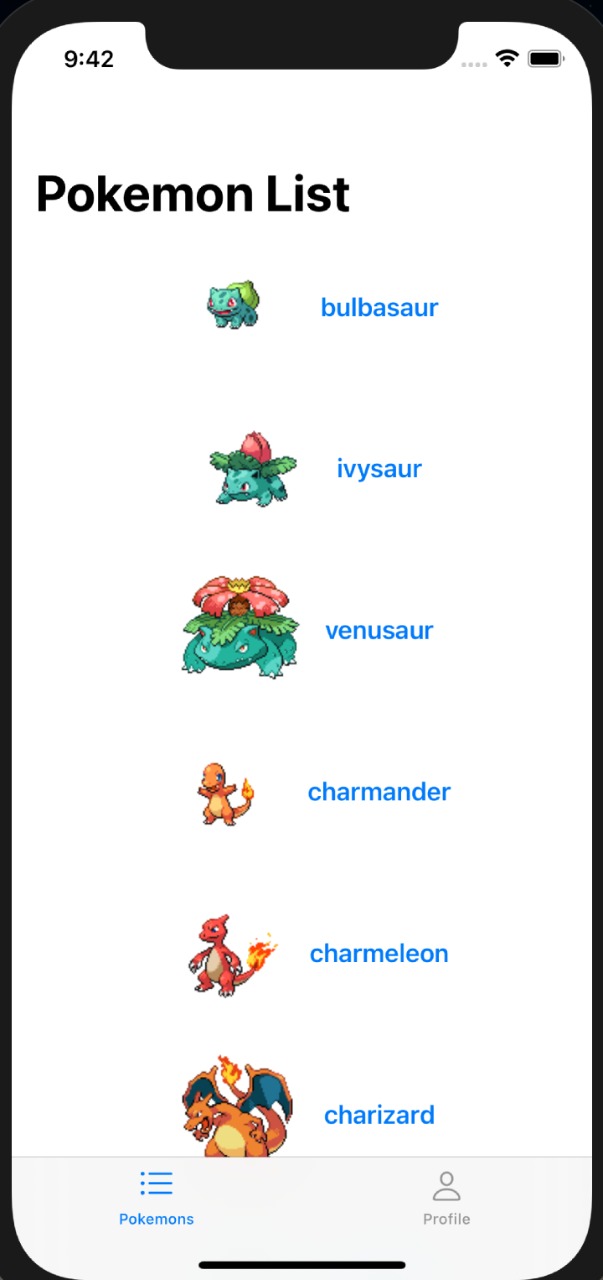 9:42
Pokemon List
bulbasaur
ivysaur
venusaur
charmander
charmeleon
charizard
Pokemons
Profile